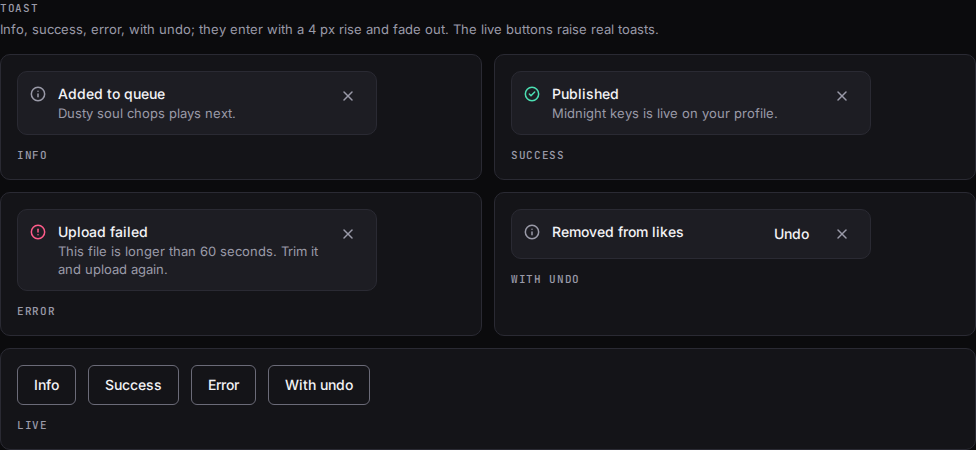 TOAST
Info, success, error, with undo; they enter with a 4 px rise and fade out. The live buttons raise real toasts.
Added to queue
Dusty soul chops plays next.
INFO
Published
Midnight keys is live on your profile.
SUCCESS
Upload failed
This file is longer than 60 seconds. Trim it
and upload again.
ERROR
Removed from likes
Undo
WITH UNDO
Info
Success
Error
With undo
LIVE